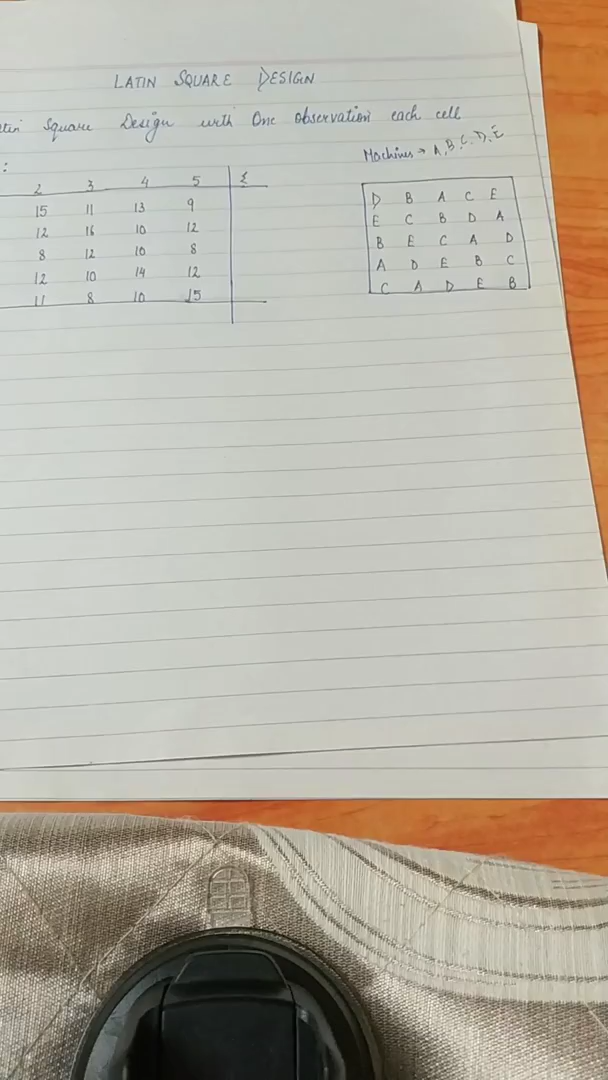 LATIN SQUARE DESIGN
Square Design with One observation each cell
:
Machines → A, B, C, D, E
2 3 4 5 Σ
15 11 13 9
12 16 10 12
8 12 10 8
12 10 14 12
11 8 10 15
D B A C E
E C B D A
B E C A D
A D E B C
C A D E B